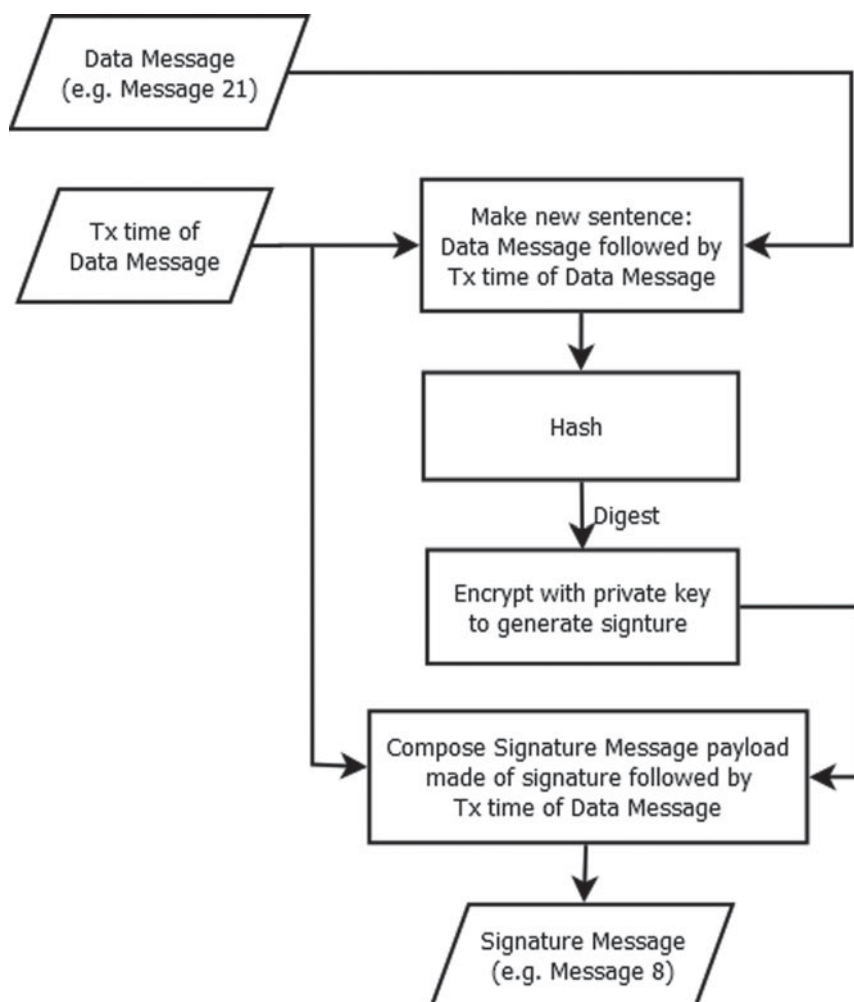 Data Message
(e.g. Message 21)
Tx time of
Data Message
Make new sentence:
Data Message followed by
Tx time of Data Message
Hash
Digest
Encrypt with private key
to generate signture
Compose Signature Message payload
made of signature followed by
Tx time of Data Message
Signature Message
(e.g. Message 8)